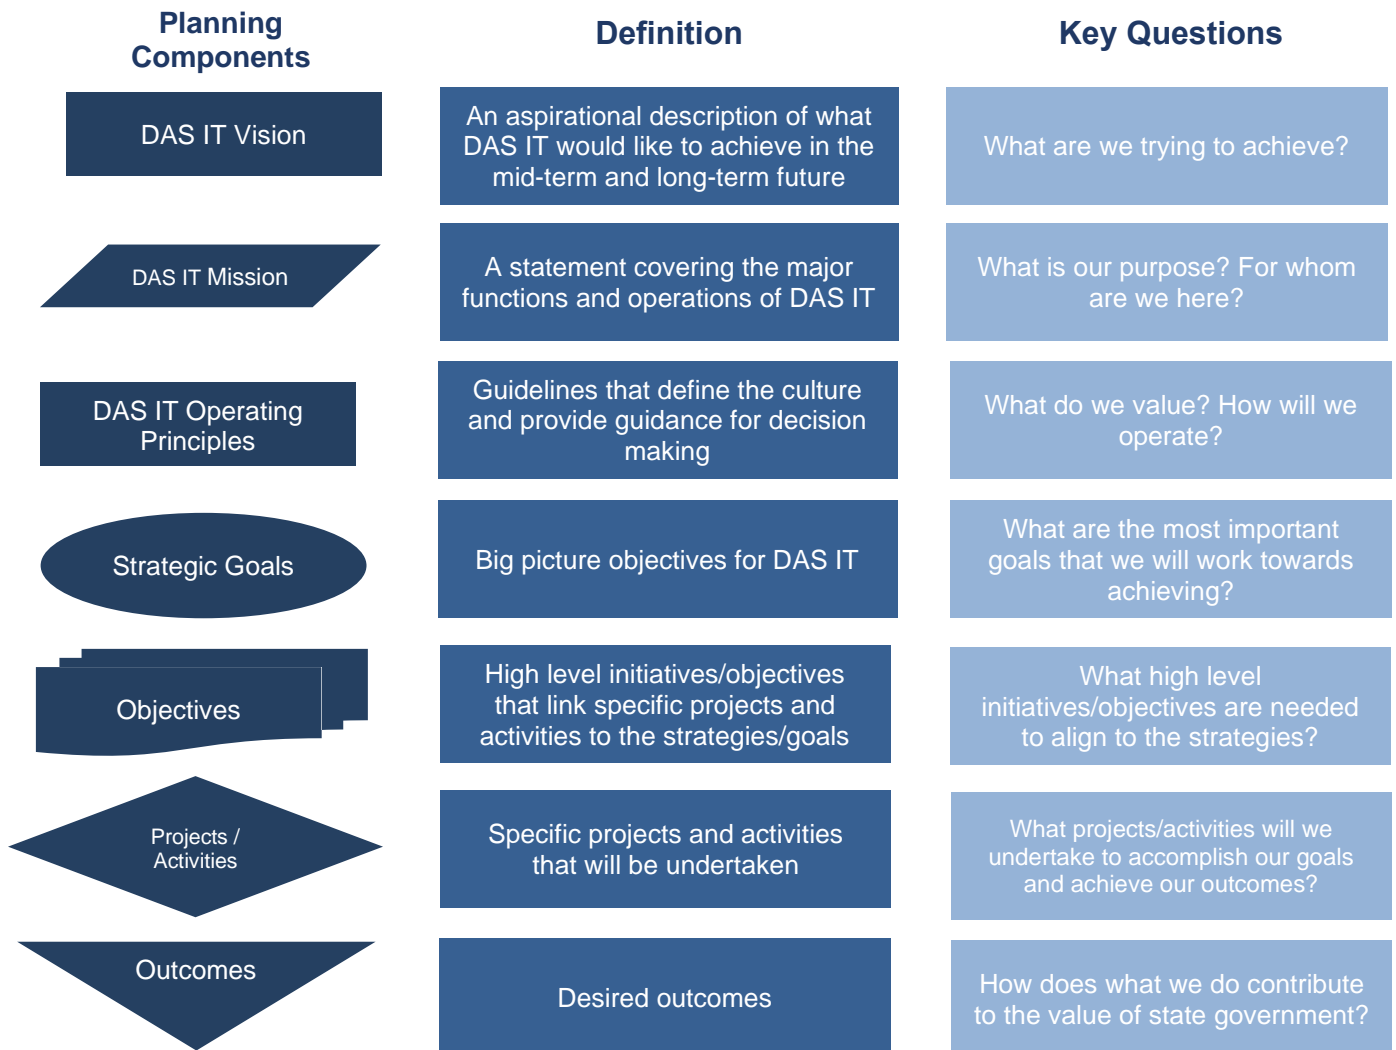 Planning
Components
Definition
Key Questions
DAS IT Vision
An aspirational description of what
DAS IT would like to achieve in the
mid-term and long-term future
What are we trying to achieve?
DAS IT Mission
A statement covering the major
functions and operations of DAS IT
What is our purpose? For whom
are we here?
DAS IT Operating
Principles
Guidelines that define the culture
and provide guidance for decision
making
What do we value? How will we
operate?
Strategic Goals
Big picture objectives for DAS IT
What are the most important
goals that we will work towards
achieving?
Objectives
High level initiatives/objectives
that link specific projects and
activities to the strategies/goals
What high level
initiatives/objectives are needed
to align to the strategies?
Projects /
Activities
Specific projects and activities
that will be undertaken
What projects/activities will we
undertake to accomplish our goals
and achieve our outcomes?
Outcomes
Desired outcomes
How does what we do contribute
to the value of state government?